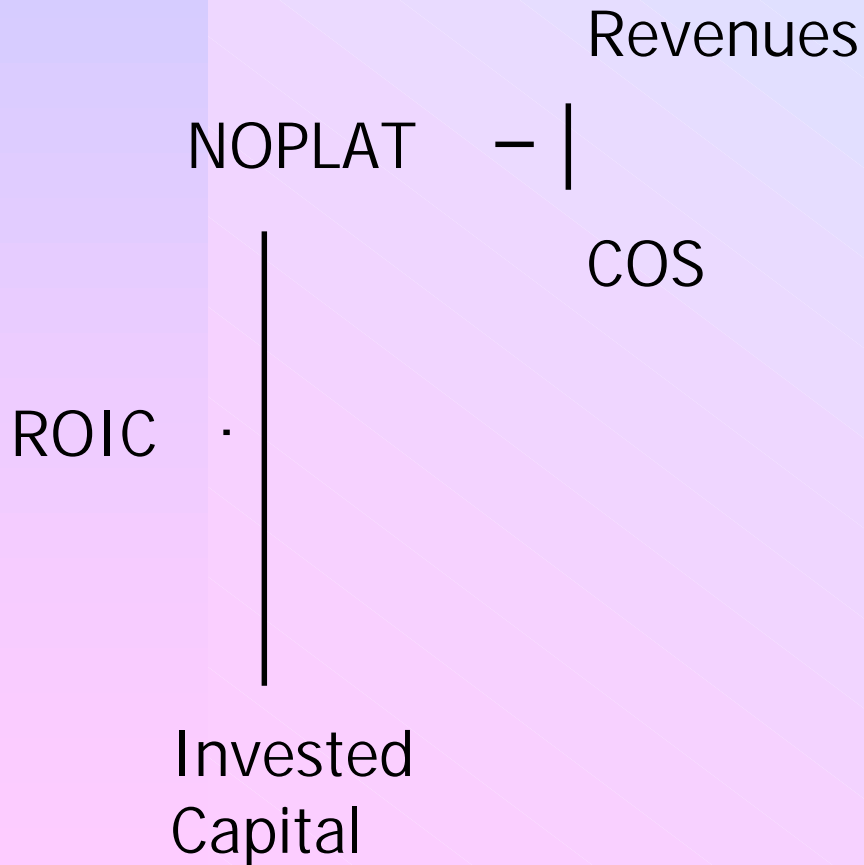 Revenues
NOPLAT –
COS
ROIC ·
Invested
Capital